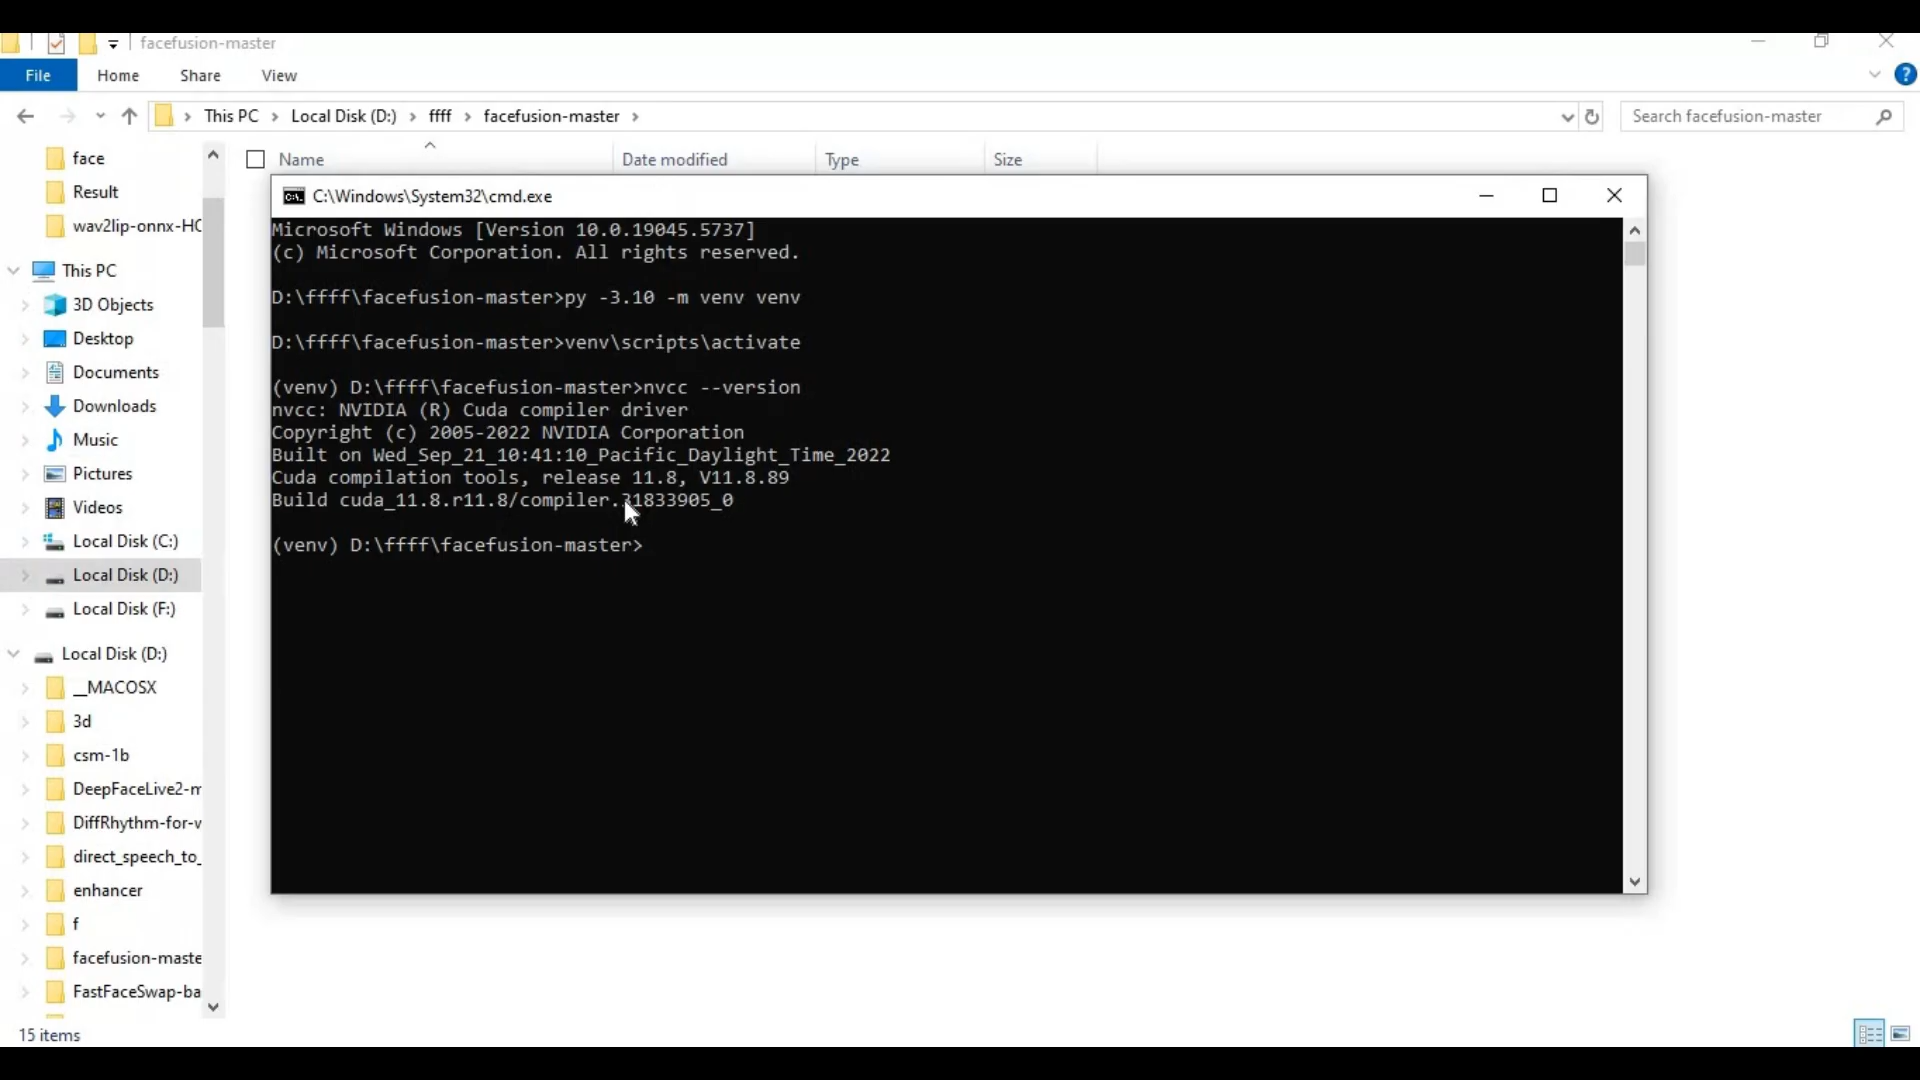 facefusion-master
File Home Share View
This PC Local Disk (D:) ffff facefusion-master
Search facefusion-master
Name Date modified Type Size
face
Result
wav2lip-onnx-HQ
This PC
3D Objects
Desktop
Documents
Downloads
Music
Pictures
Videos
Local Disk (C:)
Local Disk (D:)
Local Disk (F:)
Local Disk (D:)
__MACOSX
3d
csm-1b
DeepFaceLive2-m
DiffRhythm-for-w
direct_speech_to_
enhancer
f
facefusion-maste
FastFaceSwap-ba
15 items
C:\Windows\System32\cmd.exe
Microsoft Windows [Version 10.0.19045.5737]
(c) Microsoft Corporation. All rights reserved.
D:\ffff\facefusion-master>py -3.10 -m venv venv
D:\ffff\facefusion-master>venv\scripts\activate
(venv) D:\ffff\facefusion-master>nvcc --version
nvcc: NVIDIA (R) Cuda compiler driver
Copyright (c) 2005-2022 NVIDIA Corporation
Built on Wed_Sep_21_10:41:10_Pacific_Daylight_Time_2022
Cuda compilation tools, release 11.8, V11.8.89
Build cuda_11.8.r11.8/compiler.31833905_0
(venv) D:\ffff\facefusion-master>